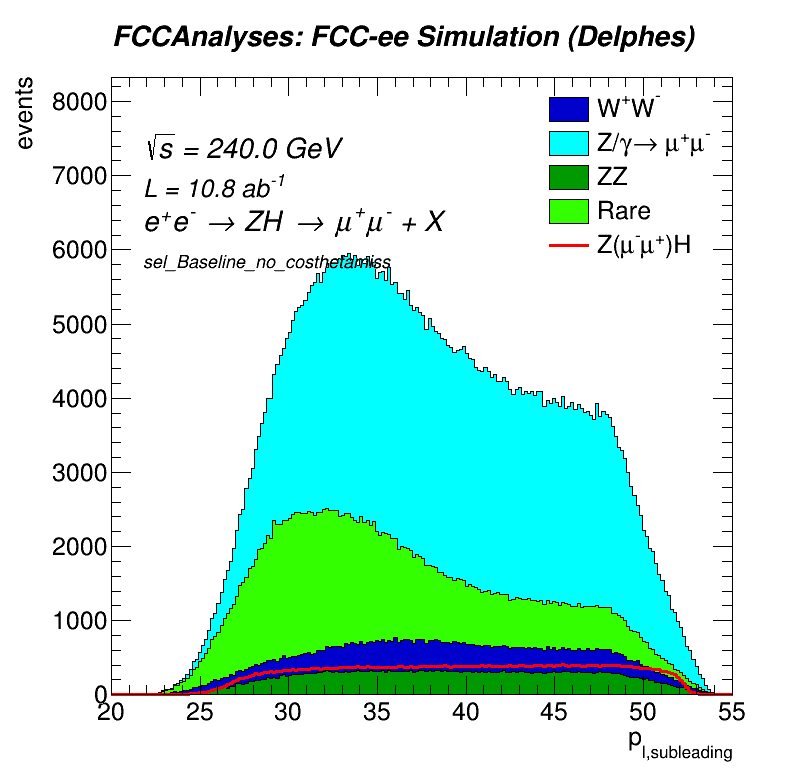 FCCAnalyses: FCC-ee Simulation (Delphes)
events
8000
7000
6000
5000
4000
3000
2000
1000
0
√s = 240.0 GeV
L = 10.8 ab⁻¹
e⁺e⁻ → ZH → μ⁺μ⁻ + X
sel_Baseline_no_costhetamiss
W⁺W⁻
Z/γ→ μ⁺μ⁻
ZZ
Rare
Z(μ⁻μ⁺)H
20 25 30 35 40 45 50 55
p_l,subleading